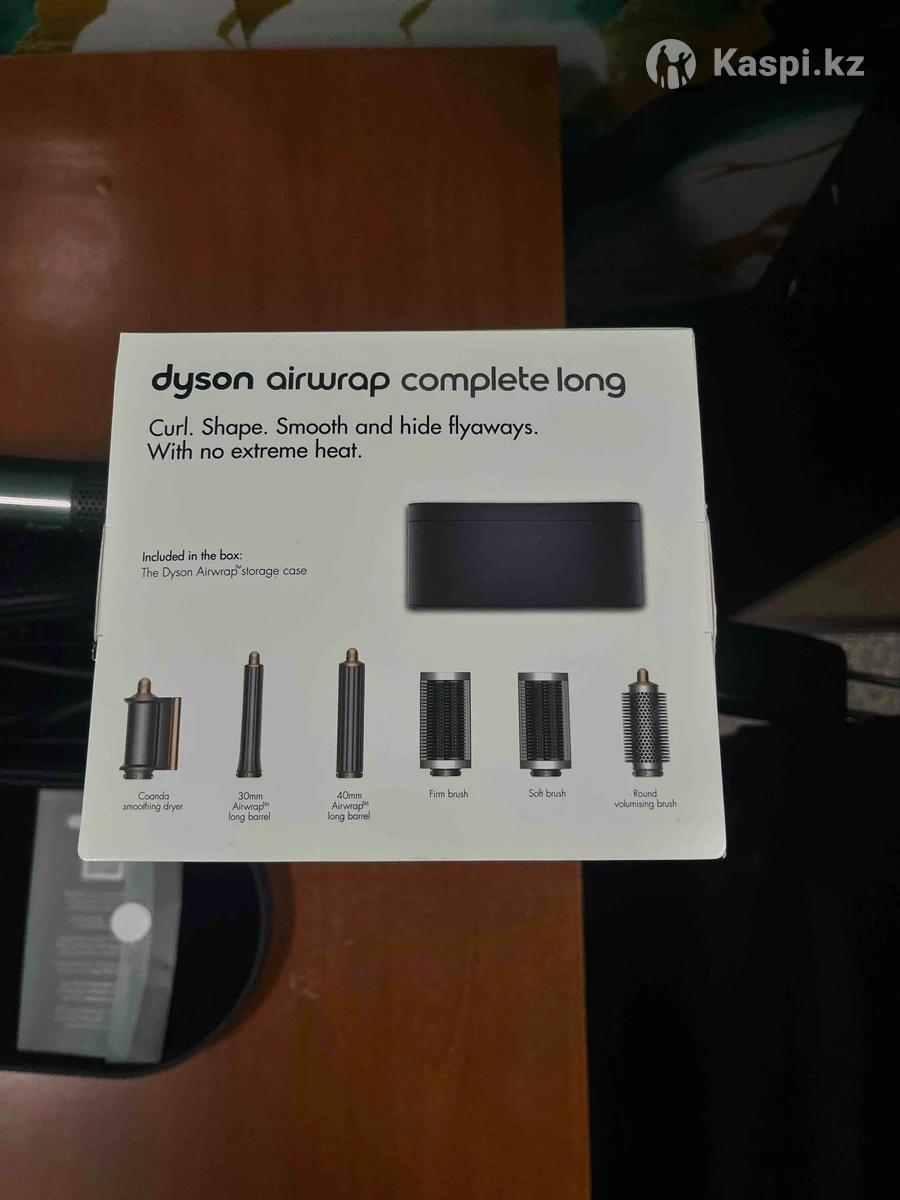 Kaspi.kz
dyson airwrap complete long
Curl. Shape. Smooth and hide flyaways.
With no extreme heat.
Included in the box:
The Dyson Airwrap™ storage case
Coanda
smoothing dryer
30mm
Airwrap™
long barrel
40mm
Airwrap™
long barrel
Firm brush
Soft brush
Round
volumising brush